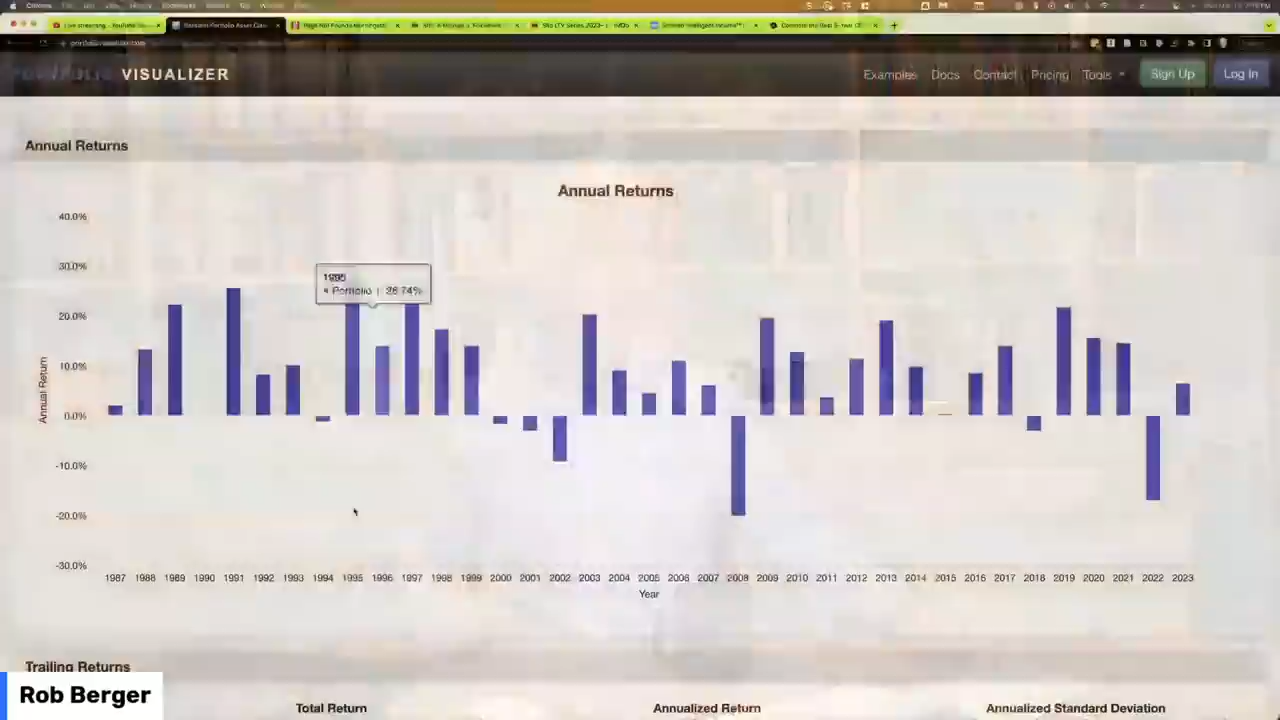 VISUALIZER
Examples Docs Contact Pricing Tools Sign Up Log In
Annual Returns
Annual Returns
40.0%
30.0%
20.0%
10.0%
0.0%
-10.0%
-20.0%
-30.0%
Annual Return
1995
Portfolio : 28.74%
1987 1988 1989 1990 1991 1992 1993 1994 1995 1996 1997 1998 1999 2000 2001 2002 2003 2004 2005 2006 2007 2008 2009 2010 2011 2012 2013 2014 2015 2016 2017 2018 2019 2020 2021 2022 2023
Year
Trailing Returns
Rob Berger
Total Return Annualized Return Annualized Standard Deviation